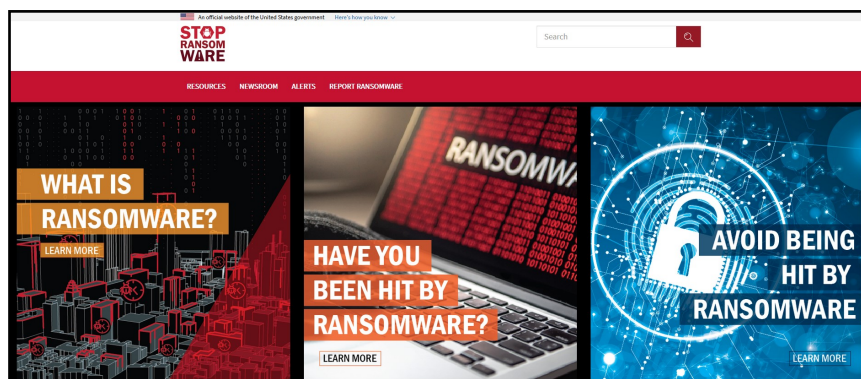 An official website of the United States government Here's how you know
STOP
RANSOM
WARE
Search
RESOURCES NEWSROOM ALERTS REPORT RANSOMWARE
WHAT IS
RANSOMWARE?
LEARN MORE
RANSOMWA
HAVE YOU
BEEN HIT BY
RANSOMWARE?
LEARN MORE
AVOID BEING
HIT BY
RANSOMWARE
LEARN MORE